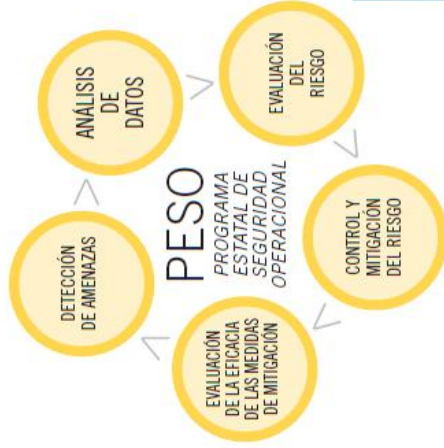 PESO
PROGRAMA
ESTATAL DE
SEGURIDAD
OPERACIONAL
DETECCIÓN
DE AMENAZAS
ANÁLISIS
DE
DATOS
EVALUACIÓN
DEL
RIESGO
CONTROL Y
MITIGACIÓN
DEL RIESGO
EVALUACIÓN
DE LA EFICACIA
DE LAS MEDIDAS
DE MITIGACIÓN